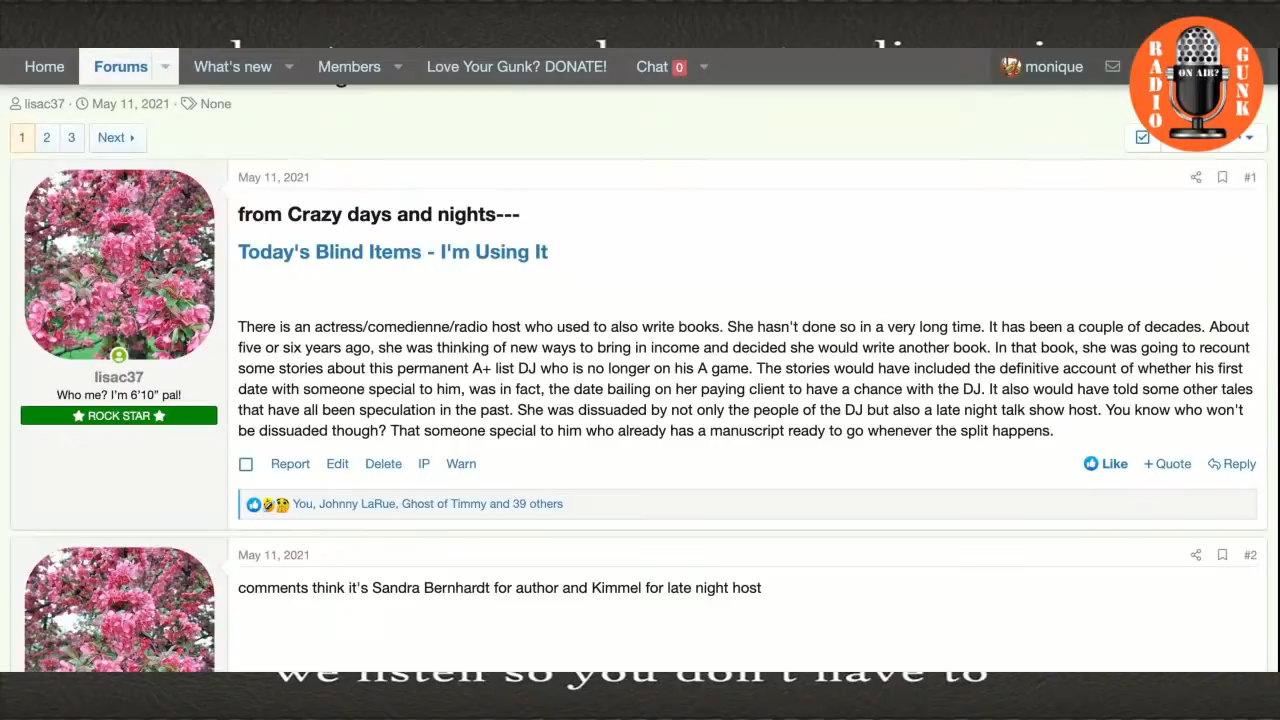 Home Forums What's new Members Love Your Gunk? DONATE! Chat 0 monique
RADIO ON AIR? GUNK
lisac37 · May 11, 2021 · None
1 2 3 Next
May 11, 2021 #1
from Crazy days and nights---
Today's Blind Items - I'm Using It
There is an actress/comedienne/radio host who used to also write books. She hasn't done so in a very long time. It has been a couple of decades. About
five or six years ago, she was thinking of new ways to bring in income and decided she would write another book. In that book, she was going to recount
some stories about this permanent A+ list DJ who is no longer on his A game. The stories would have included the definitive account of whether his first
date with someone special to him, was in fact, the date bailing on her paying client to have a chance with the DJ. It also would have told some other tales
that have all been speculation in the past. She was dissuaded by not only the people of the DJ but also a late night talk show host. You know who won't
be dissuaded though? That someone special to him who already has a manuscript ready to go whenever the split happens.
lisac37
Who me? I'm 6'10" pal!
ROCK STAR
Report Edit Delete IP Warn Like + Quote Reply
You, Johnny LaRue, Ghost of Timmy and 39 others
May 11, 2021 #2
comments think it's Sandra Bernhardt for author and Kimmel for late night host
we listen so you don't have to